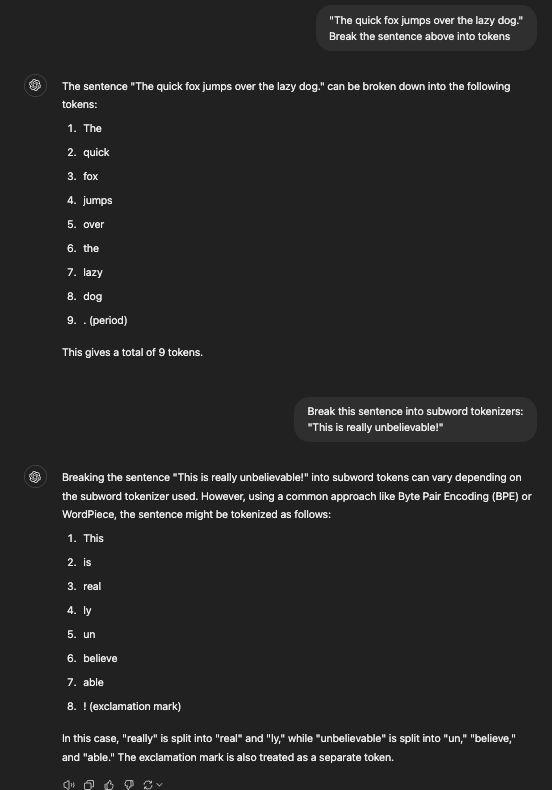 "The quick fox jumps over the lazy dog."
Break the sentence above into tokens
The sentence "The quick fox jumps over the lazy dog." can be broken down into the following
tokens:
1. The
2. quick
3. fox
4. jumps
5. over
6. the
7. lazy
8. dog
9. . (period)
This gives a total of 9 tokens.
Break this sentence into subword tokenizers:
"This is really unbelievable!"
Breaking the sentence "This is really unbelievable!" into subword tokens can vary depending on
the subword tokenizer used. However, using a common approach like Byte Pair Encoding (BPE) or
WordPiece, the sentence might be tokenized as follows:
1. This
2. is
3. real
4. ly
5. un
6. believe
7. able
8. ! (exclamation mark)
In this case, "really" is split into "real" and "ly," while "unbelievable" is split into "un," "believe,"
and "able." The exclamation mark is also treated as a separate token.